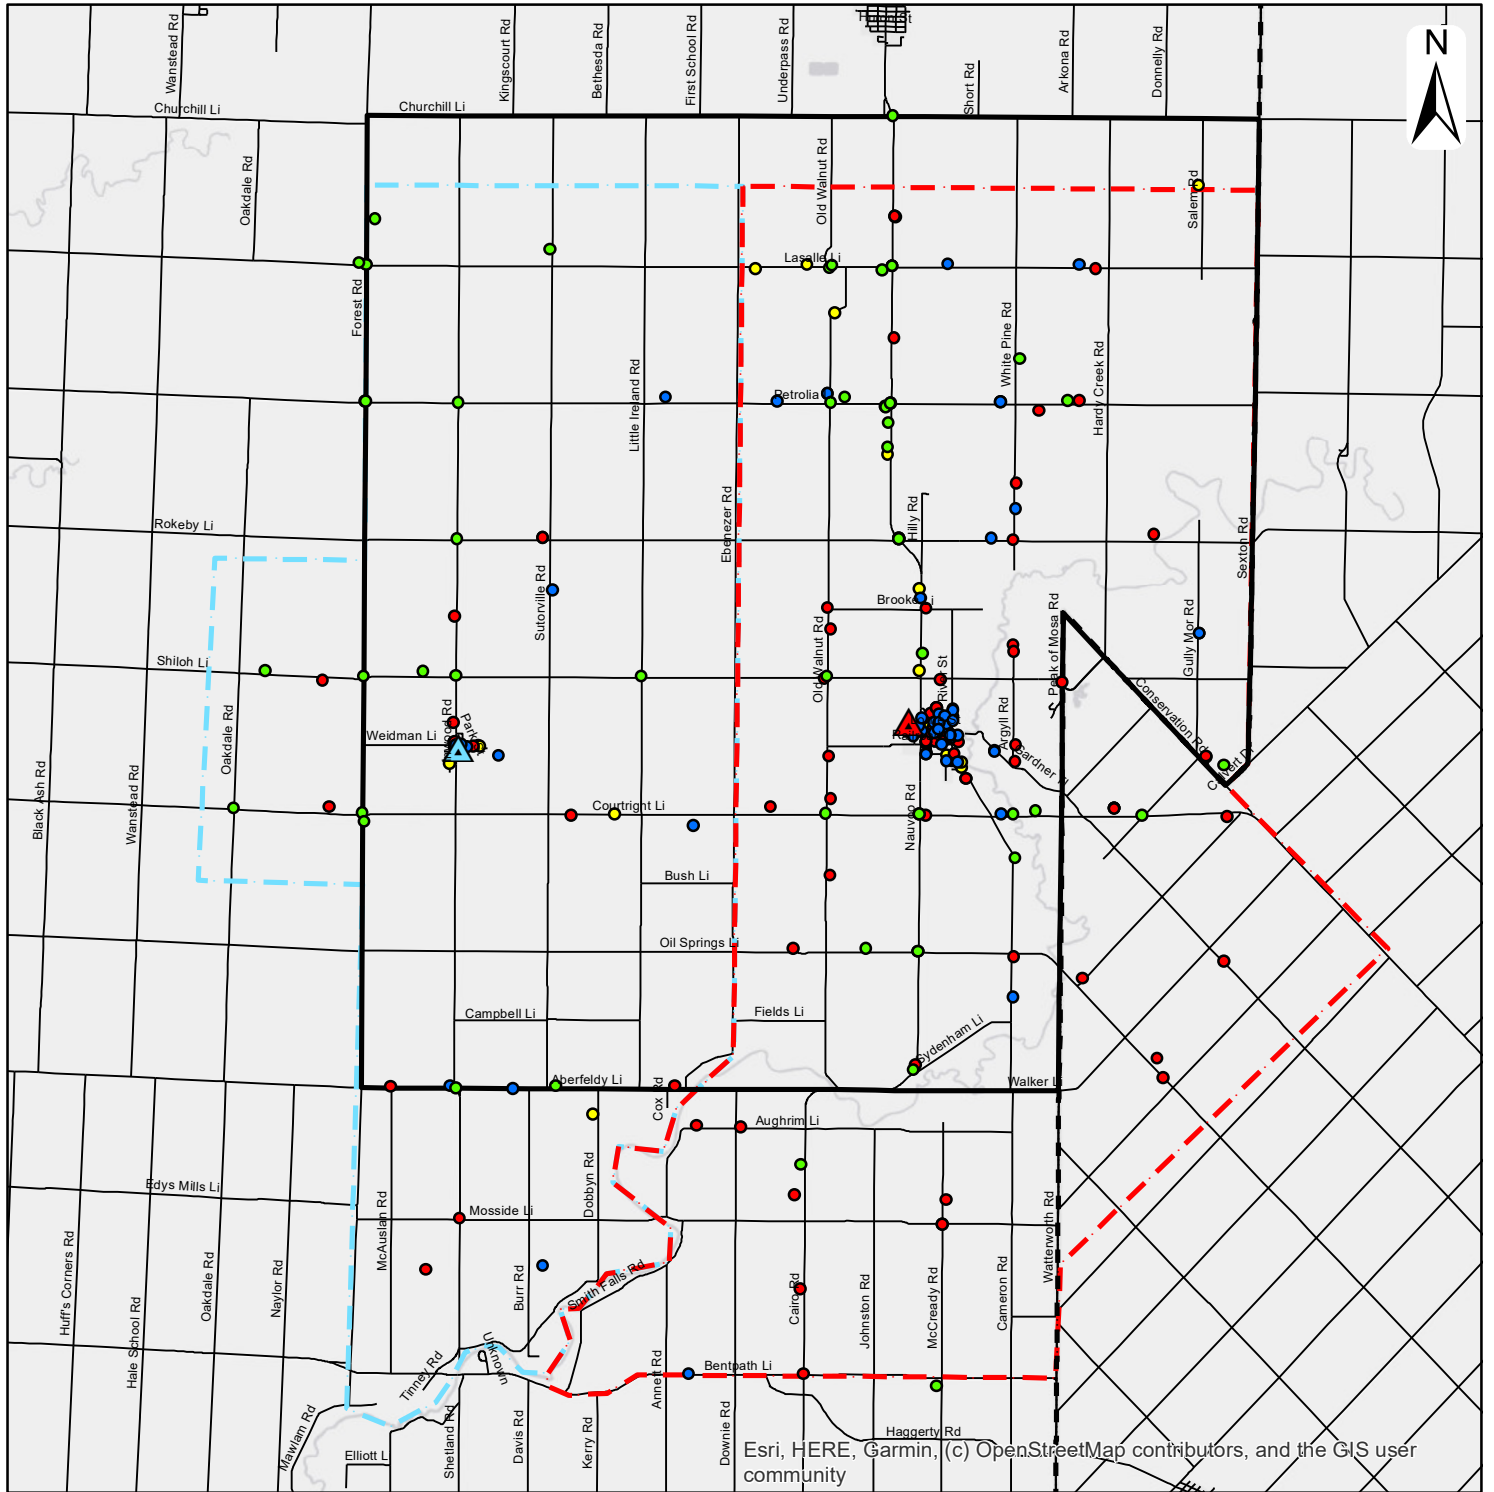 Huron St
N
Wanstead Rd
Kingscourt Rd
Bethesda Rd
First School Rd
Underpass Rd
Short Rd
Arkona Rd
Donnelly Rd
Churchill Li
Churchill Li
Oakdale Rd
Old Walnut Rd
Salem Rd
Lasalle Li
Forest Rd
White Pine Rd
Hardy Creek Rd
Little Ireland Rd
Petrolia
Ebenezer Rd
Hilly Rd
Rokeby Li
Sexton Rd
Sutorville Rd
Brooke Li
Peak of Mosa Rd
Gully Mor Rd
Old Walnut Rd
River St
Shiloh Li
Conservation Rd
Oakdale Rd
Weidman Li
Argyll Rd
Gardner
Calvert Dr
Black Ash Rd
Wanstead Rd
Courtright Li
Nauvoo Rd
Bush Li
Oil Springs Li
Campbell Li
Fields Li
Sydenham Li
Aberfeldy Li
Walker Li
Cox Rd
Aughrim Li
Edys Mills Li
Dobbyn Rd
McAuslan Rd
Mosside Li
Watterworth Rd
Huff's Corners Rd
Oakdale Rd
Naylor Rd
Burr Rd
Smith Falls Rd
Cairo Rd
Johnston Rd
McCready Rd
Cameron Rd
Hale School Rd
Tinney Rd
Unknown
Annett Rd
Bentpath Li
Mawlam Rd
Shetland Rd
Davis Rd
Kerry Rd
Downie Rd
Elliott L
Haggerty Rd
Esri, HERE, Garmin, (c) OpenStreetMap contributors, and the GIS user
community